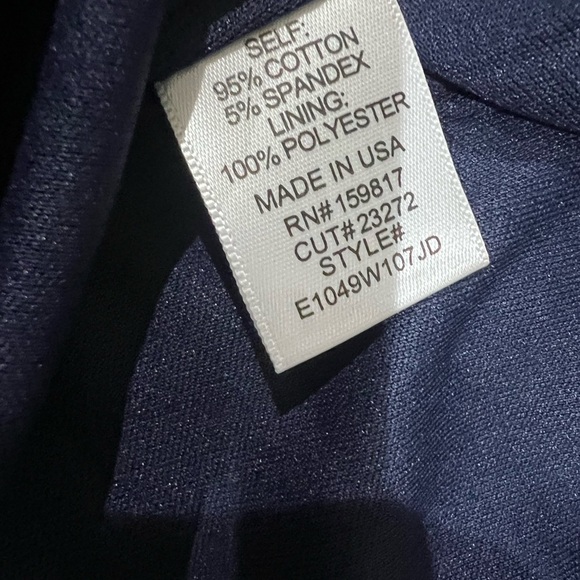 SELF:
95% COTTON
5% SPANDEX
LINING:
100% POLYESTER
MADE IN USA
RN# 159817
CUT# 23272
STYLE#
E1049W107JD